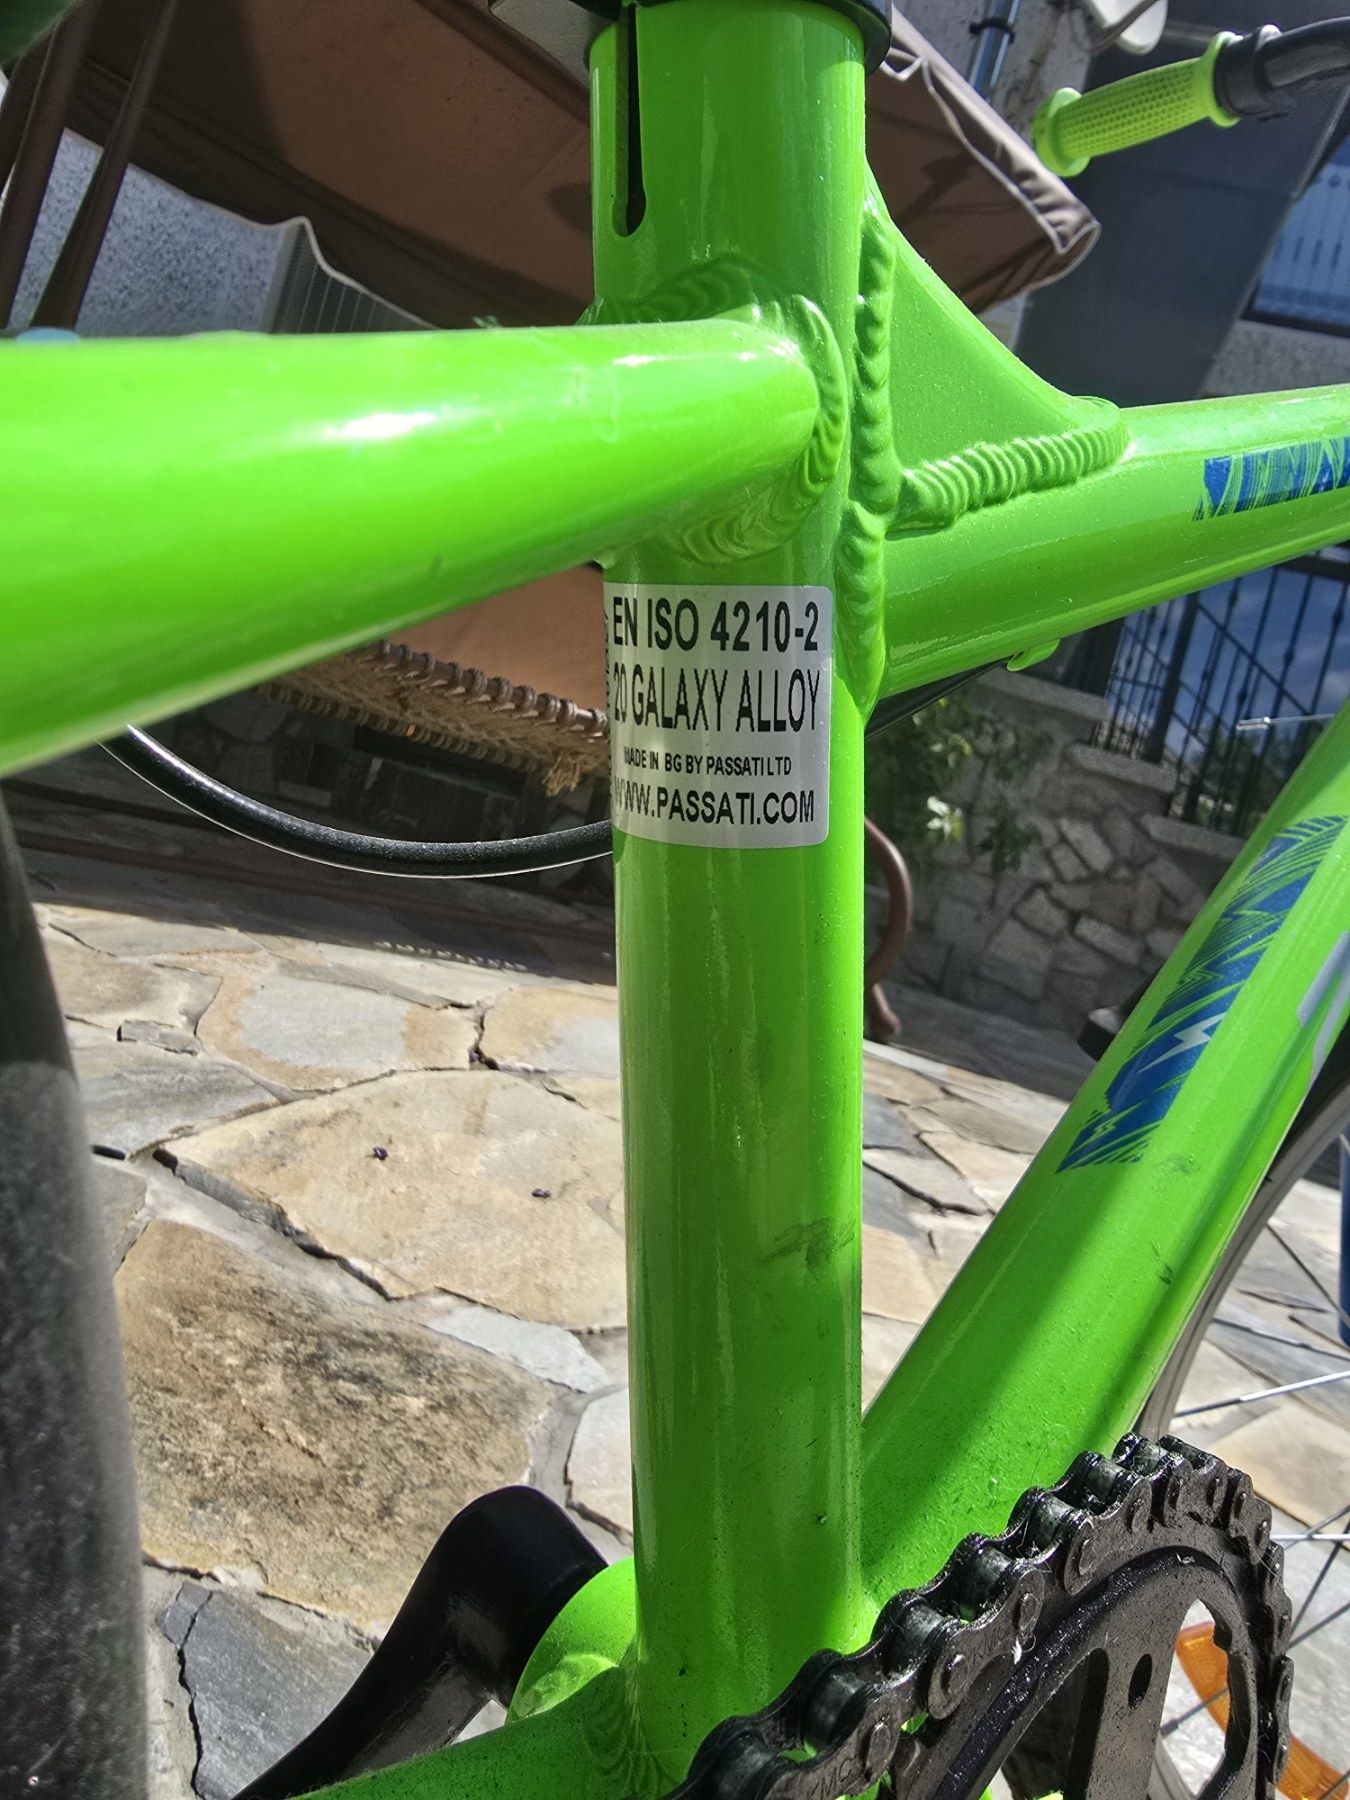 EN ISO 4210-2
20 GALAXY ALLOY
MADE IN BG BY PASSATI LTD
WWW.PASSATI.COM